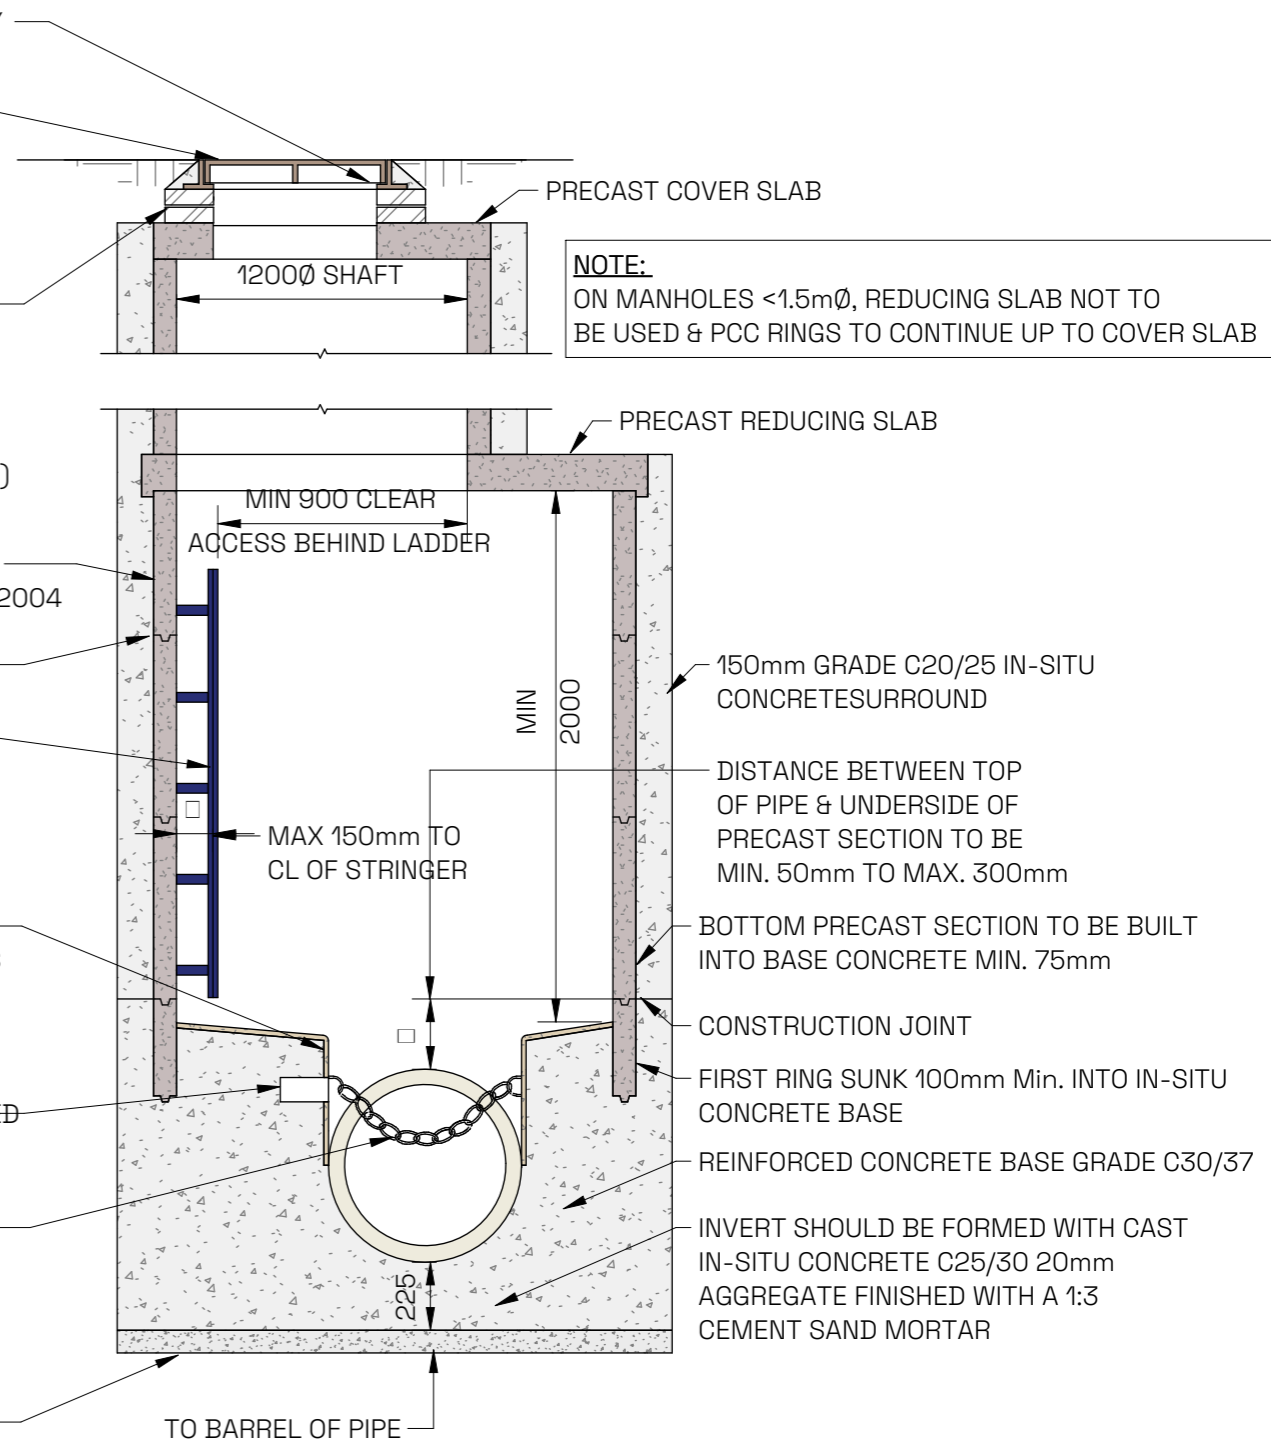 PRECAST COVER SLAB
12000Ø SHAFT
NOTE:
ON MANHOLES <1.5mØ, REDUCING SLAB NOT TO
BE USED & PCC RINGS TO CONTINUE UP TO COVER SLAB
PRECAST REDUCING SLAB
)
MIN 900 CLEAR
ACCESS BEHIND LADDER
2004
150mm GRADE C20/25 IN-SITU
CONCRETESURROUND
MIN
2000
DISTANCE BETWEEN TOP
OF PIPE & UNDERSIDE OF
PRECAST SECTION TO BE
MIN. 50mm TO MAX. 300mm
MAX 150mm TO
CL OF STRINGER
BOTTOM PRECAST SECTION TO BE BUILT
INTO BASE CONCRETE MIN. 75mm
CONSTRUCTION JOINT
FIRST RING SUNK 100mm Min. INTO IN-SITU
CONCRETE BASE
REINFORCED CONCRETE BASE GRADE C30/37
INVERT SHOULD BE FORMED WITH CAST
IN-SITU CONCRETE C25/30 20mm
AGGREGATE FINISHED WITH A 1:3
CEMENT SAND MORTAR
225
TO BARREL OF PIPE